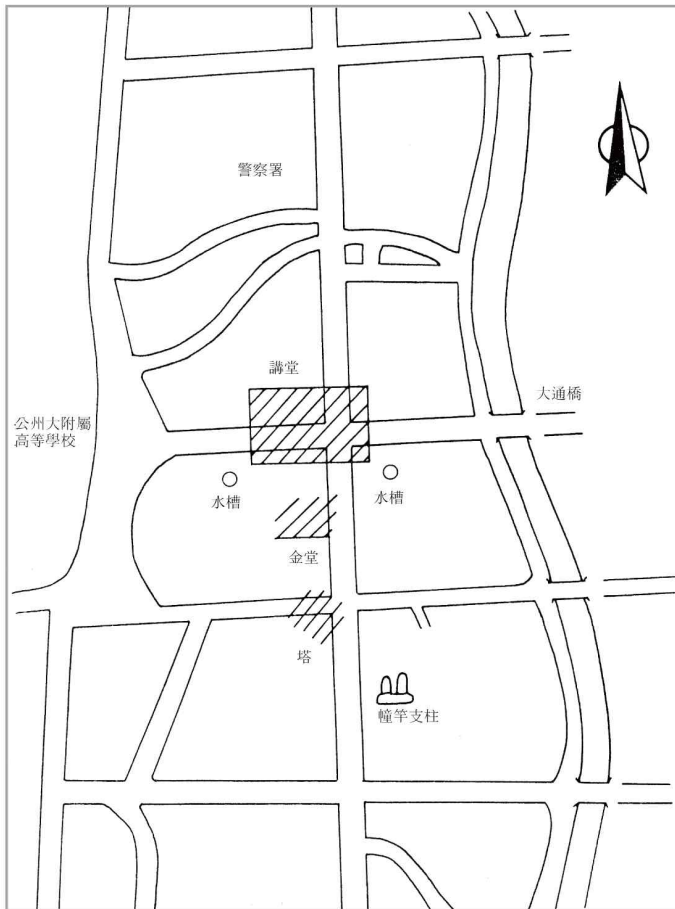 警察署
講堂
大通橋
公州大附屬
高等學校
水槽
水槽
金堂
塔
幢竿支柱